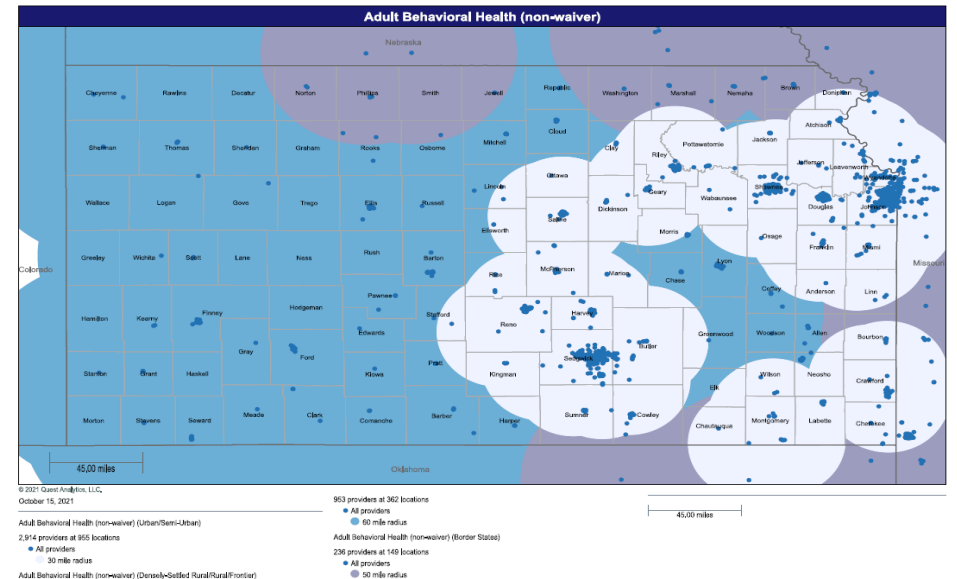 Adult Behavioral Health (non-waiver)
Nebraska
Cheyenne Rawlins Decatur Norton Phillips Smith Jewell Republic Washington Marshall Nemaha Brown Doniphan
Sherman Thomas Sheridan Graham Rooks Osborne Mitchell Cloud Clay Riley Pottawatomie Jackson Atchison
Jefferson Leavenworth Wyandotte
Wallace Logan Gove Trego Ellis Russell Lincoln Ottawa Saline Dickinson Geary Wabaunsee Shawnee Douglas Johnson
Ellsworth Morris Osage Franklin Miami
Greeley Wichita Scott Lane Ness Rush Barton Rice McPherson Marion Chase Lyon Coffey Anderson Linn
Colorado
Missouri
Hamilton Kearny Finney Hodgeman Pawnee Stafford Reno Harvey
Gray Ford Edwards Sedgwick Butler Greenwood Woodson Allen Bourbon
Stanton Grant Haskell Kiowa Pratt Kingman Elk Wilson Neosho Crawford
Morton Stevens Seward Meade Clark Comanche Barber Harper Sumner Cowley Chautauqua Montgomery Labette Cherokee
45.00 miles
Oklahoma
© 2021 Quest Analytics, LLC.
October 15, 2021
Adult Behavioral Health (non-waiver) (Urban/Semi-Urban)
2,914 providers at 955 locations
All providers
30 mile radius
Adult Behavioral Health (non-waiver) (Densely-Settled Rural/Rural/Frontier)
953 providers at 362 locations
All providers
60 mile radius
Adult Behavioral Health (non-waiver) (Border States)
236 providers at 149 locations
All providers
50 mile radius
45.00 miles